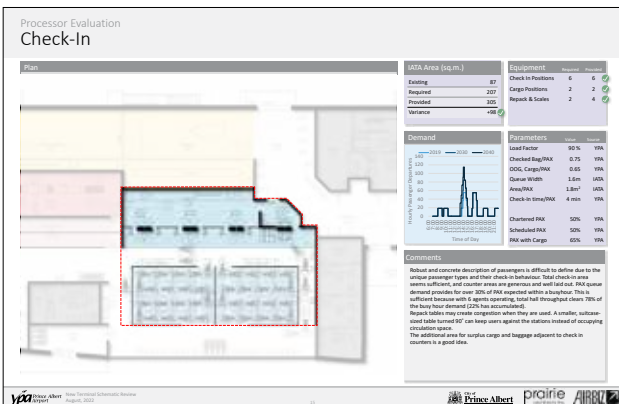 Processor Evaluation
Check-In
Plan
IATA Area (sq.m.)
Existing 87
Required 207
Provided 305
Variance +98
Equipment Required Provided
Check In Positions 6 6
Cargo Positions 2 2
Repack & Scales 2 4
Demand
2019 2030 2040
Hourly Passenger Departures
140
120
100
80
60
40
20
0
Time of Day
Parameters Value Source
Load Factor 90 % YPA
Checked Bag/PAX 0.75 YPA
OOG, Cargo/PAX 0.65 YPA
Queue Width 1.6m IATA
Area/PAX 1.8m² IATA
Check-in time/PAX 4 min YPA
Chartered PAX 50% YPA
Scheduled PAX 50% YPA
PAX with Cargo 65% YPA
Comments
Robust and concrete description of passengers is difficult to define due to the
unique passenger types and their check-in behaviour. Total check-in area
seems sufficient, and counter areas are generous and well laid out. PAX queue
demand provides for over 30% of PAX expected within a busyhour. This is
sufficient because with 6 agents operating, total hall throughput clears 78% of
the busy hour demand (22% has accumulated).
Repack tables may create congestion when they are used. A smaller, suitcase-
sized table turned 90˚ can keep users against the stations instead of occupying
circulation space.
The additional area for surplus cargo and baggage adjacent to check in
counters is a good idea.
ypa Prince Albert Airport
New Terminal Schematic Review
August, 2022
City of
Prince Albert
prairie
AIRBIZ